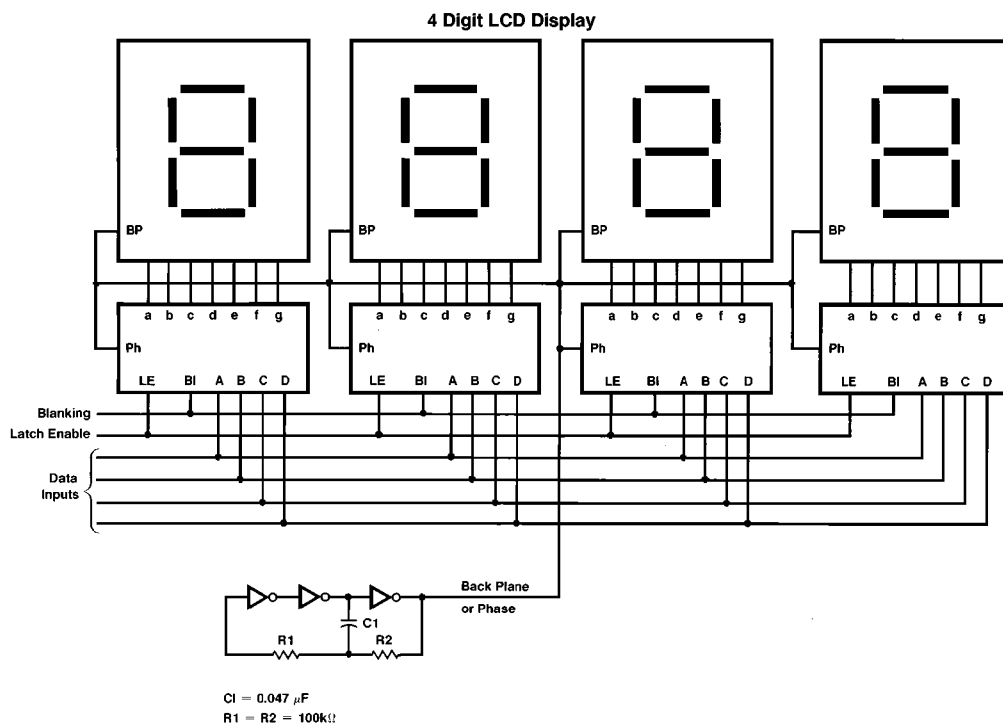 4 Digit LCD Display
BP BP BP BP
a b c d e f g a b c d e f g a b c d e f g a b c d e f g
Ph Ph Ph Ph
LE BI A B C D LE BI A B C D LE BI A B C D LE BI A B C D
Blanking
Latch Enable
Data
Inputs
Back Plane
or Phase
C1
R1 R2
CI = 0.047 μF
R1 = R2 = 100kΩ